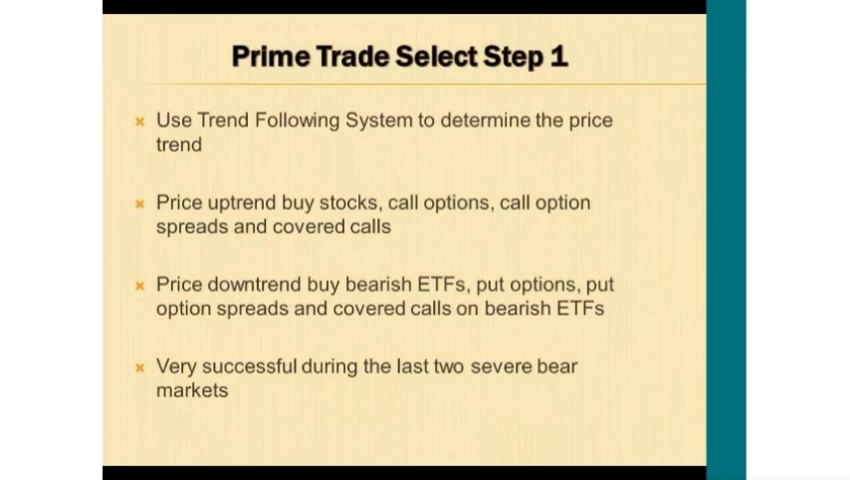 Prime Trade Select Step 1
Use Trend Following System to determine the price
trend
Price uptrend buy stocks, call options, call option
spreads and covered calls
Price downtrend buy bearish ETFs, put options, put
option spreads and covered calls on bearish ETFs
Very successful during the last two severe bear
markets